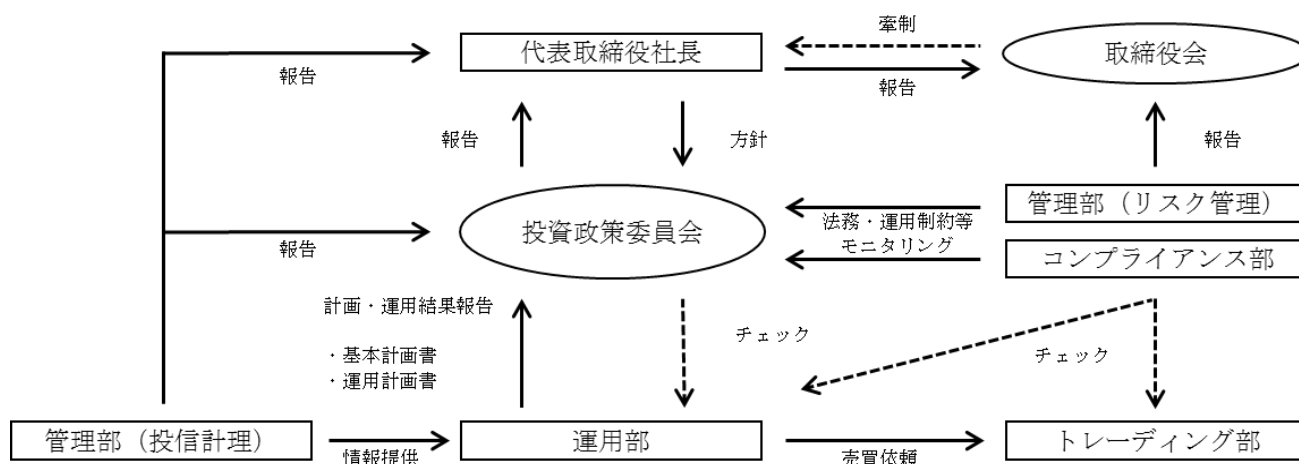 牽制
代表取締役社長
取締役会
報告
報告
報告
方針
報告
管理部（リスク管理）
投資政策委員会
法務・運用制約等
モニタリング
報告
コンプライアンス部
計画・運用結果報告
チェック
チェック
・基本計画書
・運用計画書
管理部（投信計理）
運用部
トレーディング部
情報提供
売買依頼